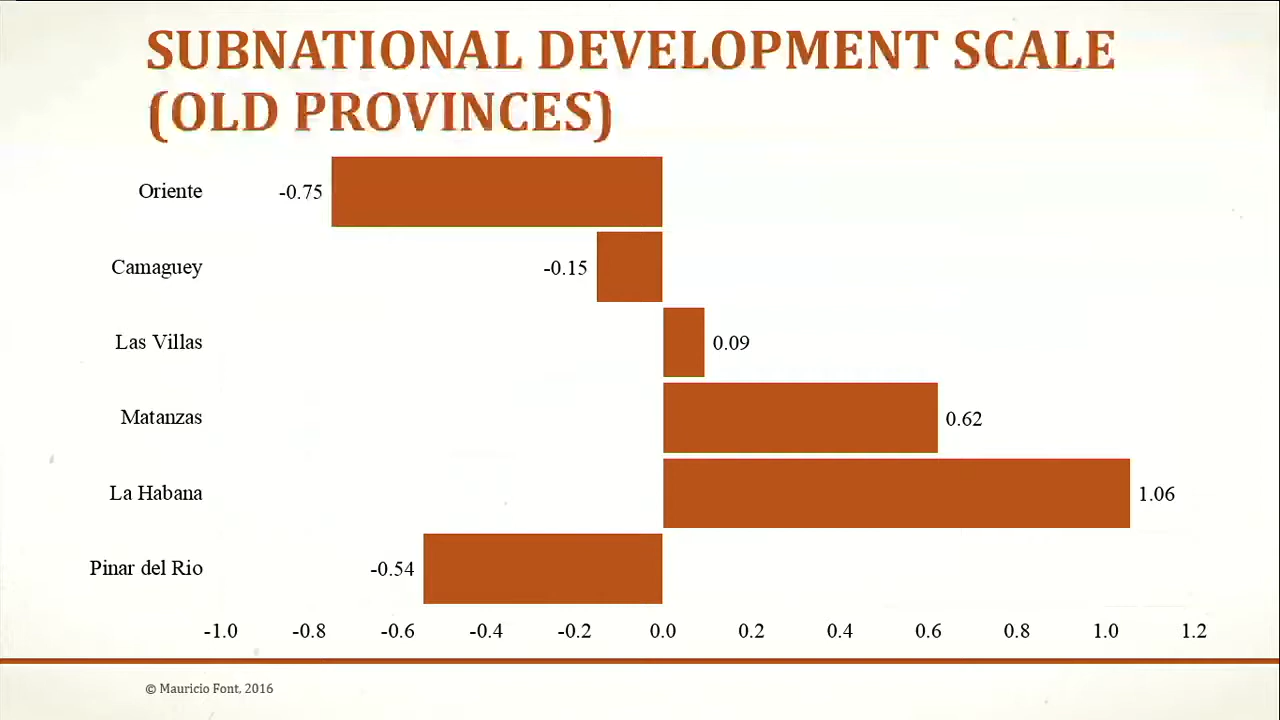 SUBNATIONAL DEVELOPMENT SCALE
(OLD PROVINCES)
Oriente -0.75
Camaguey -0.15
Las Villas 0.09
Matanzas 0.62
La Habana 1.06
Pinar del Rio -0.54
-1.0 -0.8 -0.6 -0.4 -0.2 0.0 0.2 0.4 0.6 0.8 1.0 1.2
© Mauricio Font, 2016